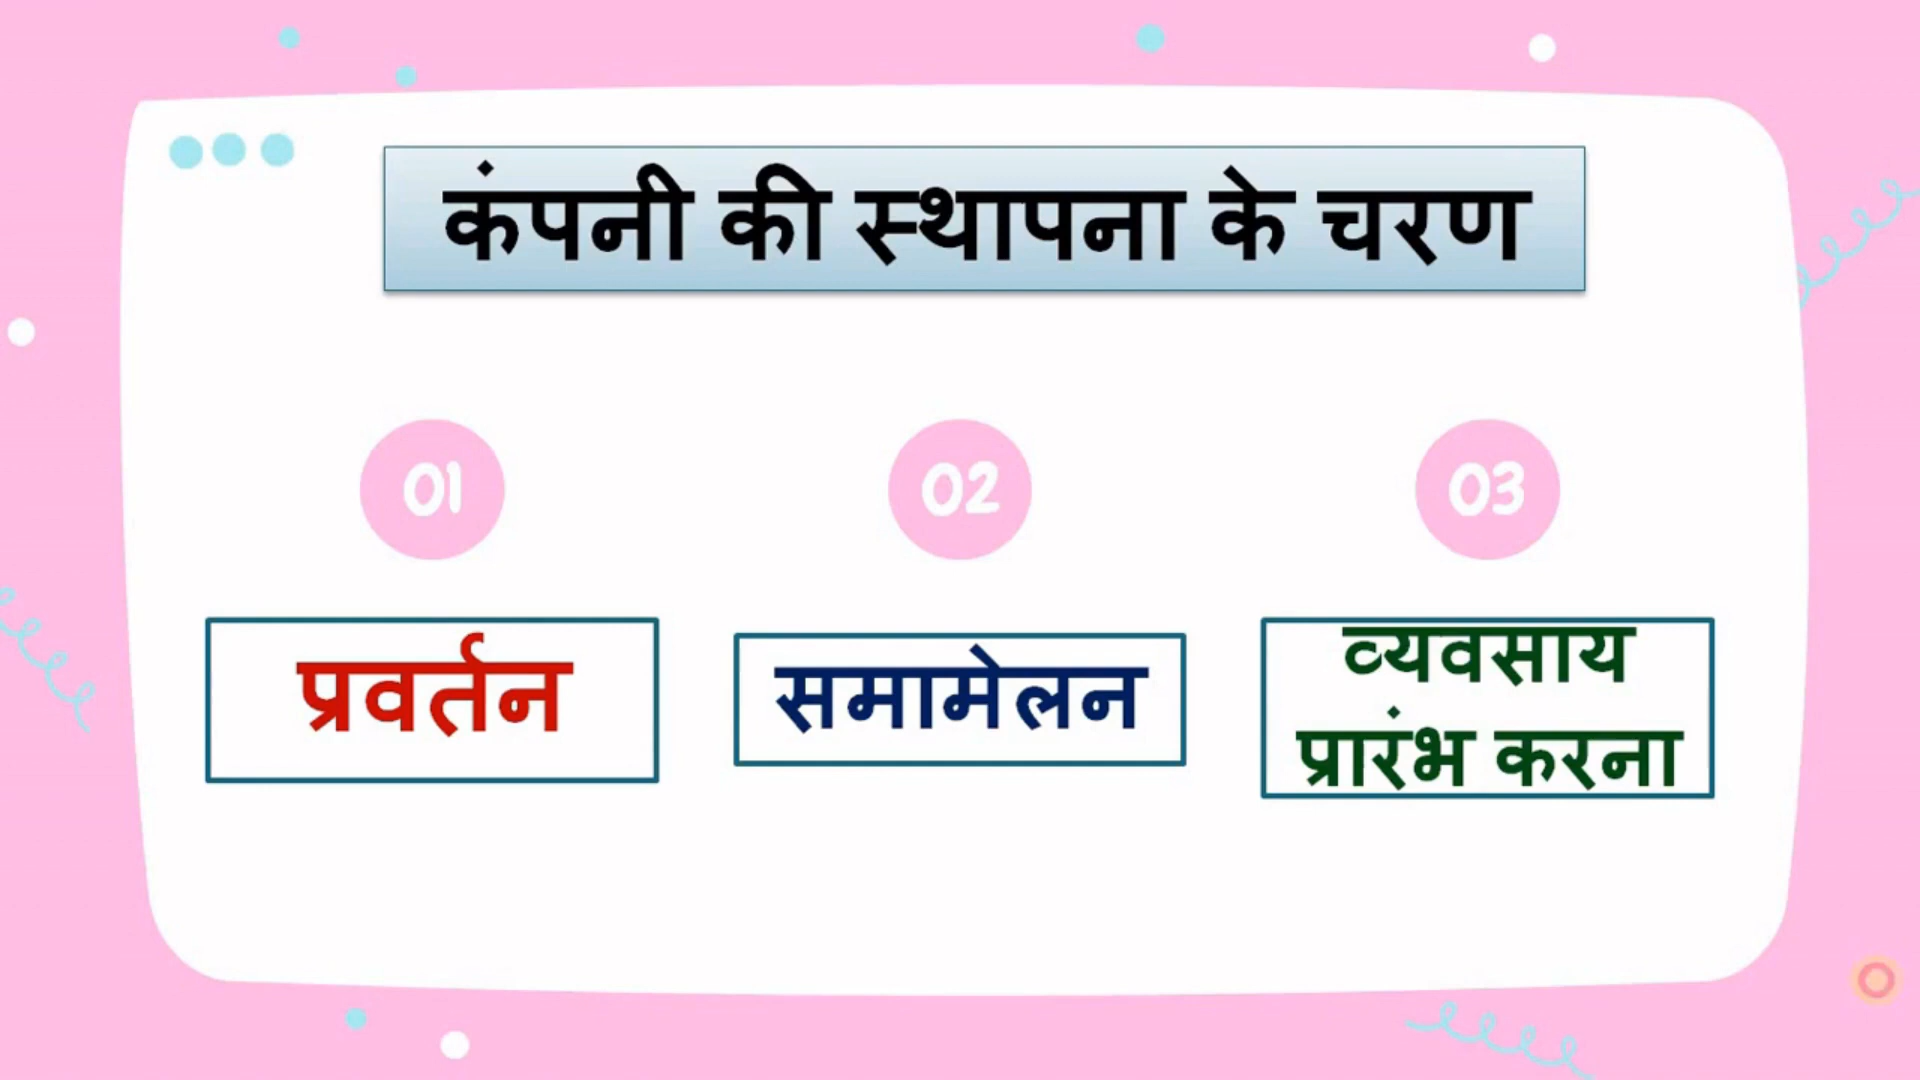 कंपनी की स्थापना के चरण
01
02
03
प्रवर्तन
समामेलन
व्यवसाय
प्रारंभ करना